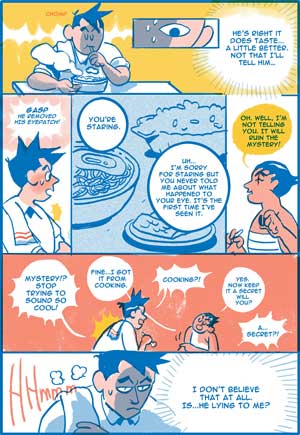 CHOMP
HE'S RIGHT
IT DOES TASTE...
A LITTLE BETTER.
NOT THAT I'LL
TELL HIM...
GASP
HE REMOVED
HIS EYEPATCH!
YOU'RE
STARING.
UH...
I'M SORRY
FOR STARING BUT
YOU NEVER TOLD
ME ABOUT WHAT
HAPPENED TO
YOUR EYE. IT'S
THE FIRST TIME I'VE
SEEN IT.
OH. WELL, I'M
NOT TELLING
YOU. IT WILL
RUIN THE
MYSTERY!
MYSTERY!?
STOP
TRYING TO
SOUND SO
COOL!
FINE...I GOT
IT FROM
COOKING.
COOKING?!
YES.
NOW KEEP
IT A SECRET
WILL
YOU?
A...
SECRET?!
HHmmm
I DON'T BELIEVE
THAT AT ALL.
IS...HE LYING TO ME?